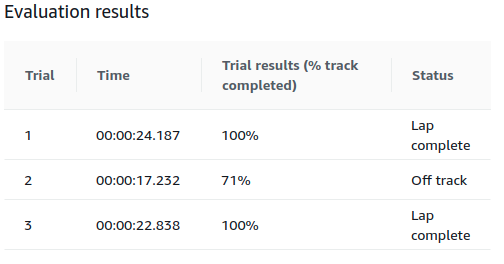 Evaluation results
Trial Time Trial results (% track completed) Status
1 00:00:24.187 100% Lap complete
2 00:00:17.232 71% Off track
3 00:00:22.838 100% Lap complete